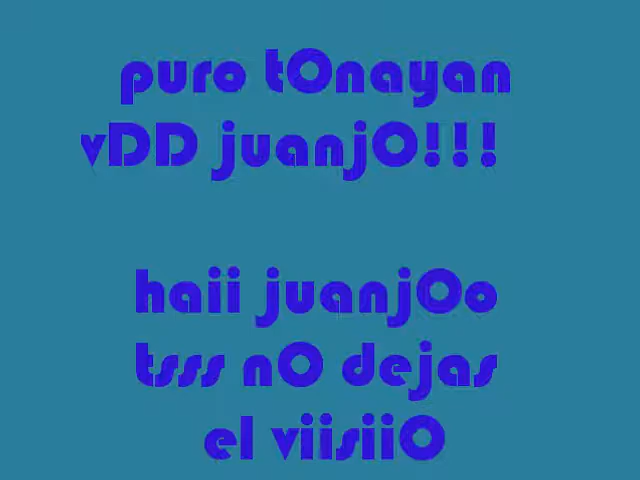 puro tOnayan
vDD juanjO!!!
haii juanjOo
tsss nO dejas
el viisiiO